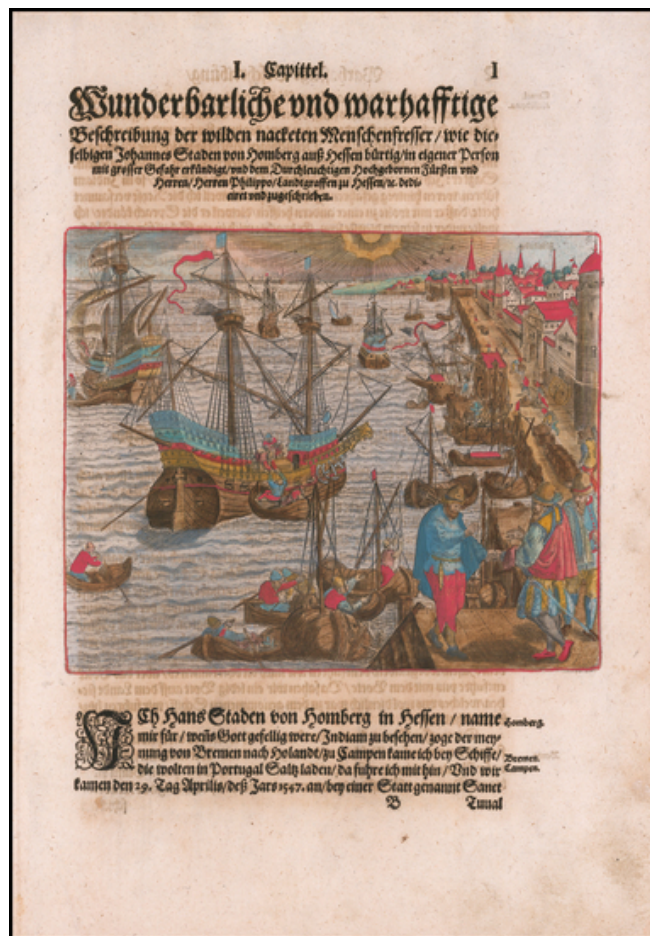 I. Capittel. I
Wunderbarliche vnd warhafftige
Beschreibung der wilden nacketen Menschenfresser / wie die-
selbigen Johannes Staden von Homberg auß Hessen bürtig / in eigener Person
mit grosser Gefahr erkündigt / vnd dem Durchleuchtigen Hochgebornen Fürsten vnd
Herren / Herren Philippo / Landtgraffen zu Hessen / ꝛc. dedi-
ciret vnd zugeschrieben.
Ch Hans Staden von Homberg in Hessen / name
Homberg.
mir für / weñs Gott gefellig were / Indiam zu besehen / zoge der mey-
nung von Bremen nach Holandt / zu Campen kame ich bey Schiffe /
Bremen.
Campen.
die wolten in Portugal Saltz laden / da fuhre ich mit hin / Vnd wir
kamen den 29. Tag Aprilis / deß Jars 1547. an / bey einer Statt genannt Sanct
B Tuual